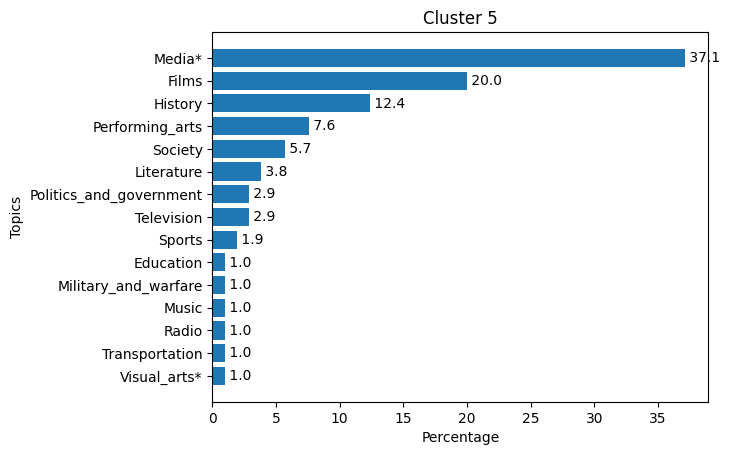 Cluster 5
Topics
Media* 37.1
Films 20.0
History 12.4
Performing_arts 7.6
Society 5.7
Literature 3.8
Politics_and_government 2.9
Television 2.9
Sports 1.9
Education 1.0
Military_and_warfare 1.0
Music 1.0
Radio 1.0
Transportation 1.0
Visual_arts* 1.0
0 5 10 15 20 25 30 35
Percentage